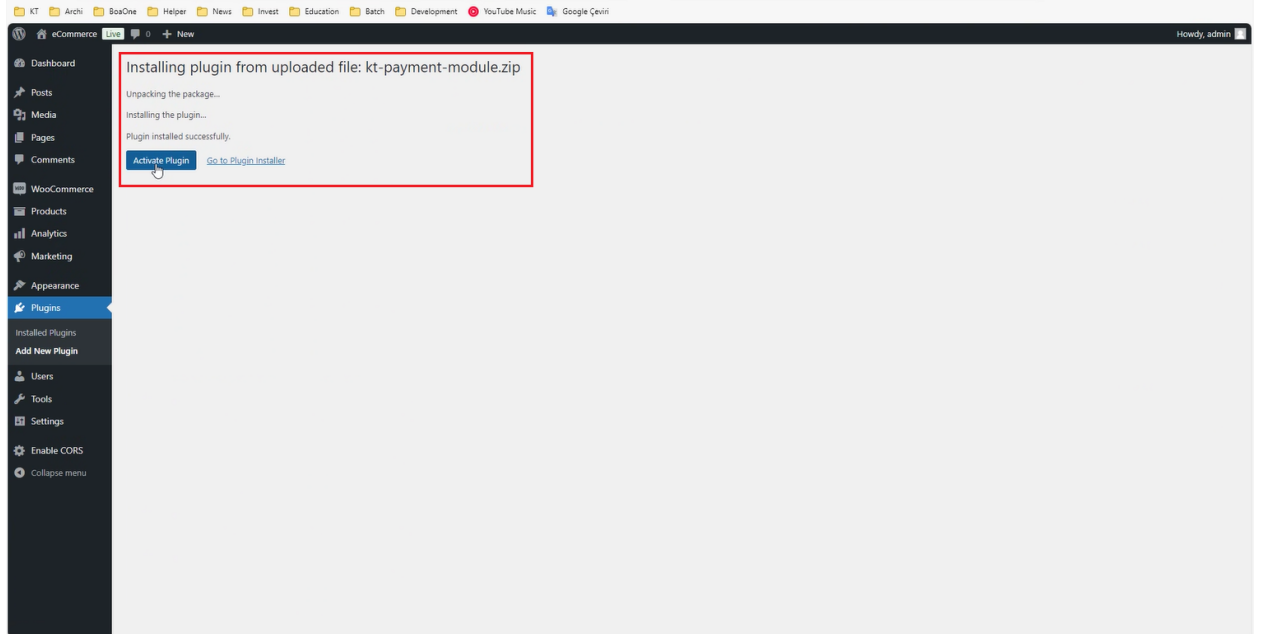 KT Archi BoaOne Helper News Invest Education Batch Development YouTube Music Google Çeviri
eCommerce Live 0 New Howdy, admin
Dashboard
Posts
Media
Pages
Comments
WooCommerce
Products
Analytics
Marketing
Appearance
Plugins
Installed Plugins
Add New Plugin
Users
Tools
Settings
Enable CORS
Collapse menu
Installing plugin from uploaded file: kt-payment-module.zip
Unpacking the package...
Installing the plugin...
Plugin installed successfully.
Activate Plugin Go to Plugin Installer